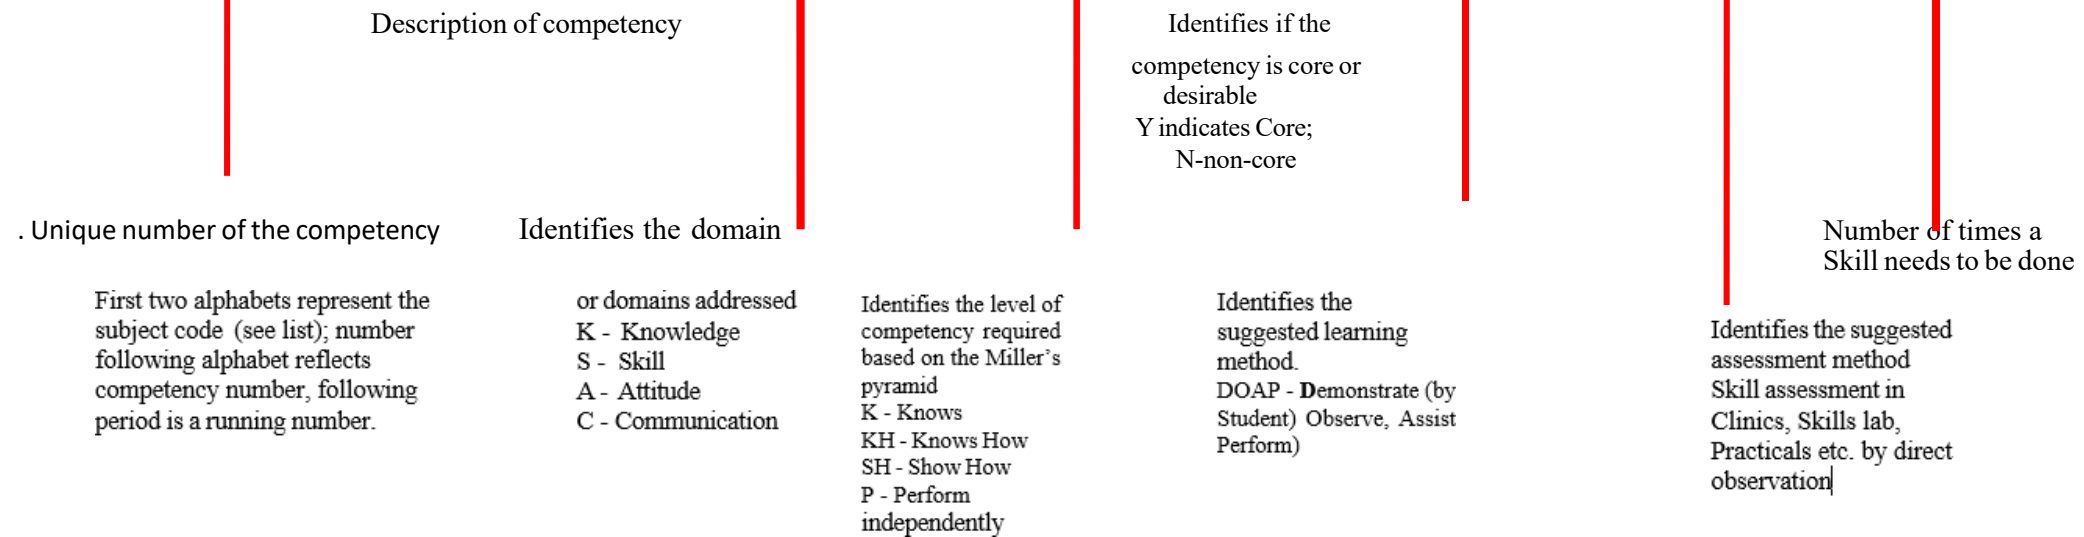 Description of competency
Identifies if the
competency is core or
desirable
Y indicates Core;
N-non-core
. Unique number of the competency
First two alphabets represent the
subject code (see list); number
following alphabet reflects
competency number, following
period is a running number.
Identifies the domain
or domains addressed
K - Knowledge
S - Skill
A - Attitude
C - Communication
Identifies the level of
competency required
based on the Miller's
pyramid
K - Knows
KH - Knows How
SH - Show How
P - Perform
independently
Identifies the
suggested learning
method.
DOAP - Demonstrate (by
Student) Observe, Assist
Perform)
Identifies the suggested
assessment method
Skill assessment in
Clinics, Skills lab,
Practicals etc. by direct
observation
Number of times a
Skill needs to be done